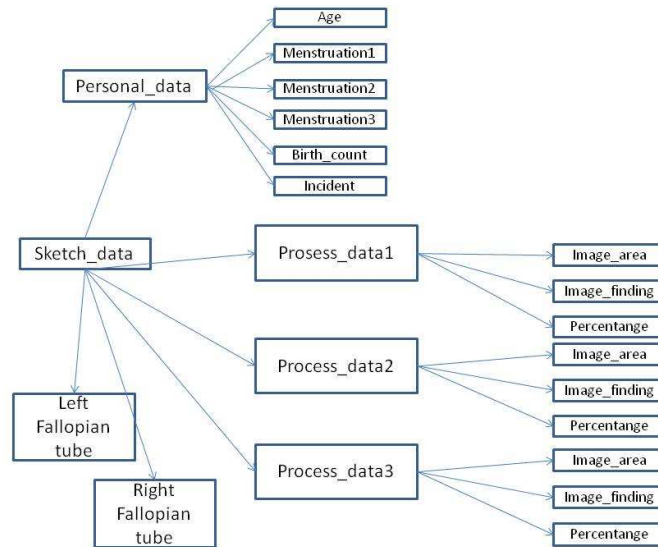 Age
Menstruation1
Personal_data
Menstruation2
Menstruation3
Birth_count
Incident
Sketch_data
Prosess_data1
Image_area
Image_finding
Percentange
Process_data2
Image_area
Image_finding
Percentange
Left
Fallopian
tube
Process_data3
Image_area
Image_finding
Percentange
Right
Fallopian
tube